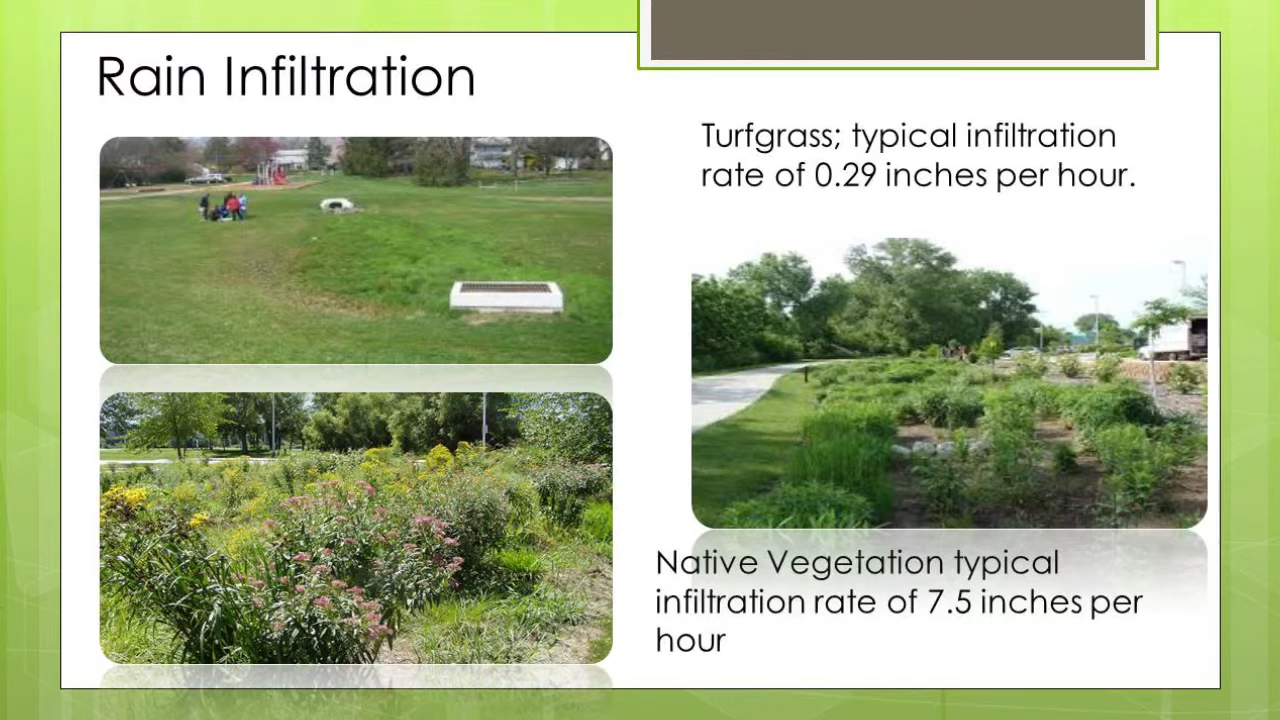 Rain Infiltration
Turfgrass; typical infiltration
rate of 0.29 inches per hour.
Native Vegetation typical
infiltration rate of 7.5 inches per
hour